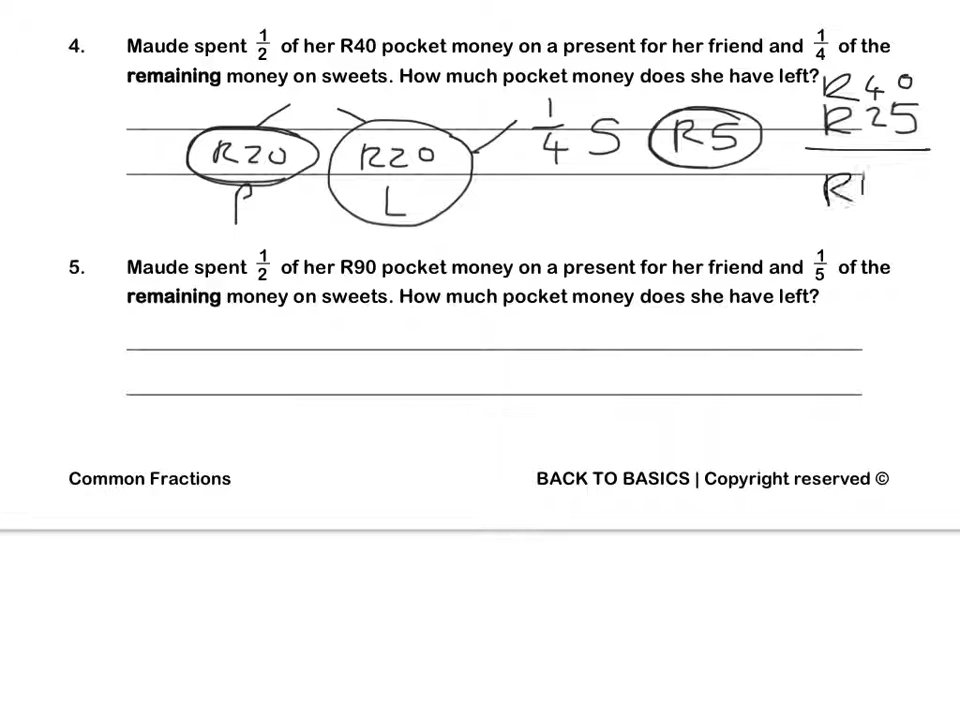 4. Maude spent 1/2 of her R40 pocket money on a present for her friend and 1/4 of the
remaining money on sweets. How much pocket money does she have left?
R40
R20 R20 1/4 S R5 R25
P L R1
5. Maude spent 1/2 of her R90 pocket money on a present for her friend and 1/5 of the
remaining money on sweets. How much pocket money does she have left?
Common Fractions BACK TO BASICS | Copyright reserved ©